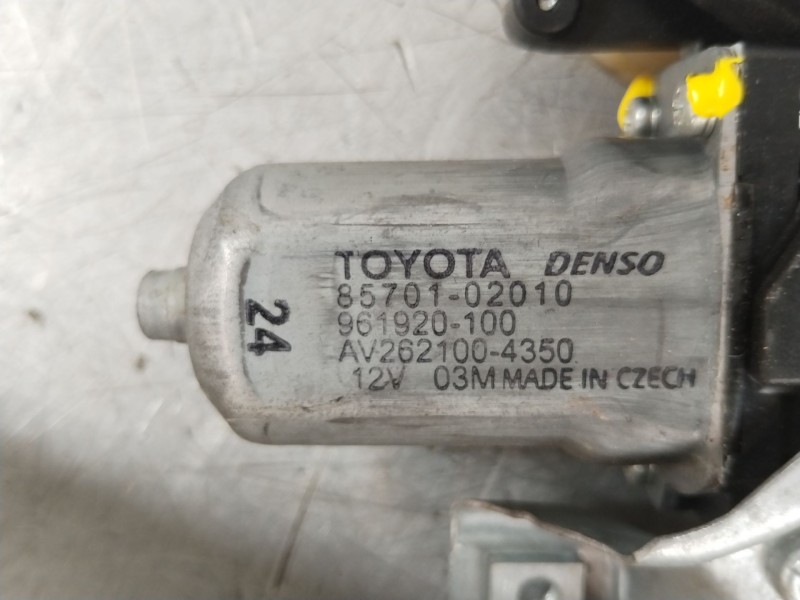 TOYOTA DENSO
85701-02010
961920-100
AV262100-4350
12V 03M MADE IN CZECH
24